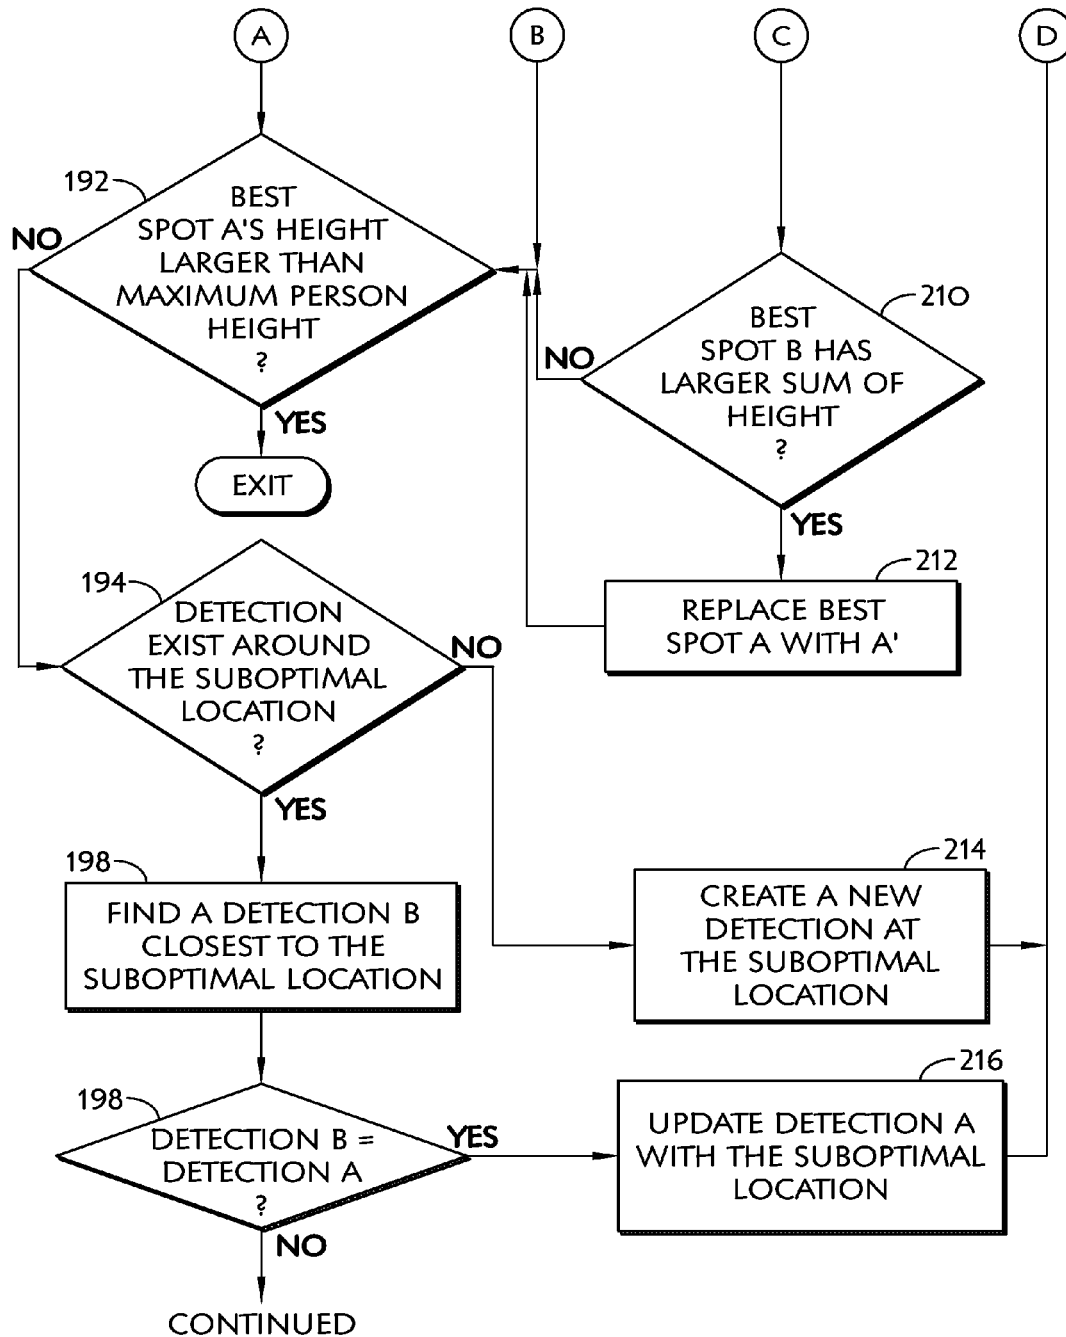 A
B
C
D
192
BEST
SPOT A'S HEIGHT
LARGER THAN
MAXIMUM PERSON
HEIGHT
?
NO
YES
EXIT
210
BEST
SPOT B HAS
LARGER SUM OF
HEIGHT
?
NO
YES
212
REPLACE BEST
SPOT A WITH A'
194
DETECTION
EXIST AROUND
THE SUBOPTIMAL
LOCATION
?
NO
YES
198
FIND A DETECTION B
CLOSEST TO THE
SUBOPTIMAL LOCATION
214
CREATE A NEW
DETECTION AT
THE SUBOPTIMAL
LOCATION
198
DETECTION B =
DETECTION A
?
YES
NO
216
UPDATE DETECTION A
WITH THE SUBOPTIMAL
LOCATION
CONTINUED